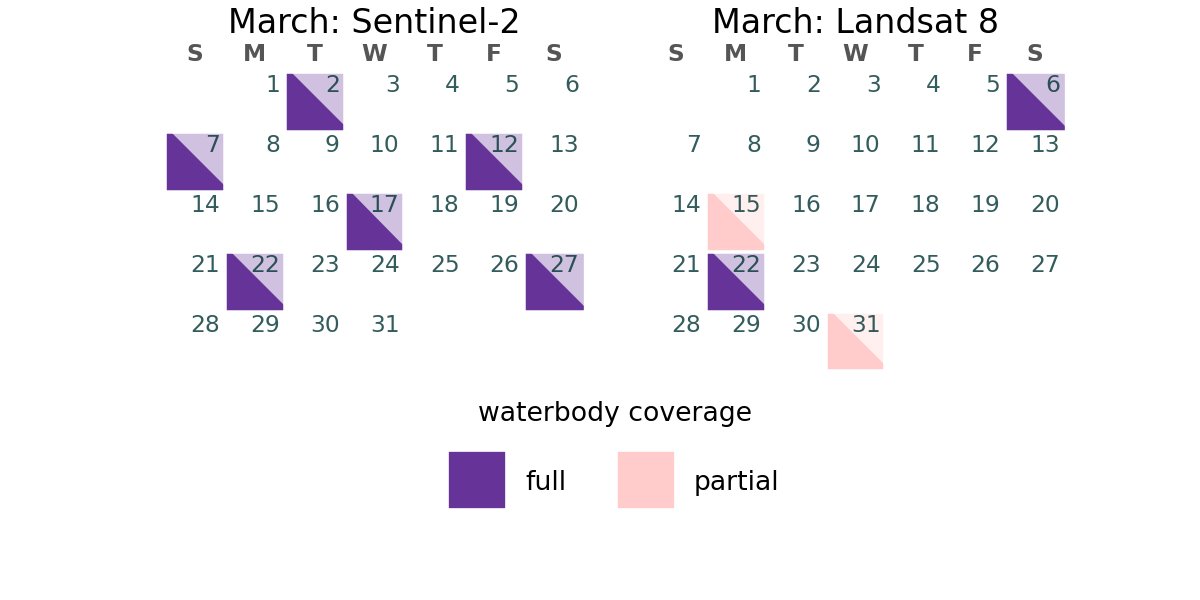 March: Sentinel-2
S M T W T F S
1 2 3 4 5 6
7 8 9 10 11 12 13
14 15 16 17 18 19 20
21 22 23 24 25 26 27
28 29 30 31
March: Landsat 8
S M T W T F S
1 2 3 4 5 6
7 8 9 10 11 12 13
14 15 16 17 18 19 20
21 22 23 24 25 26 27
28 29 30 31
waterbody coverage
full partial